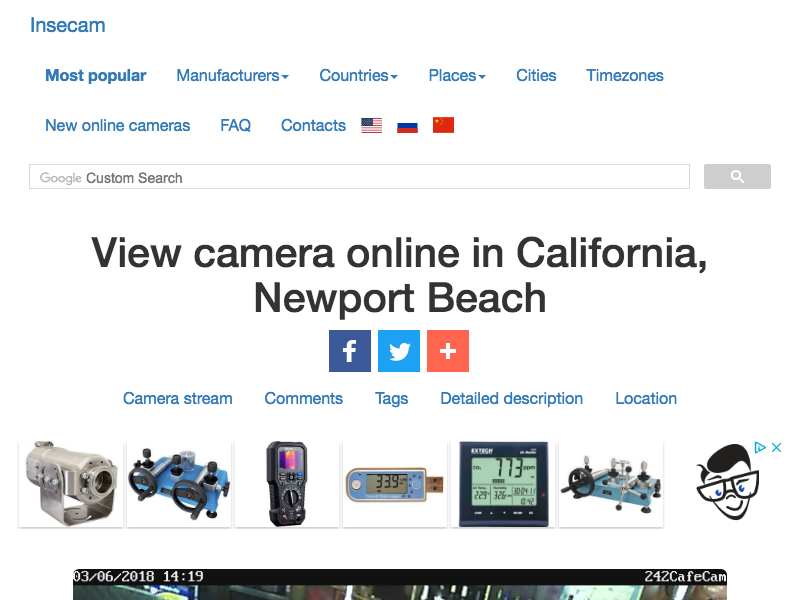 Insecam
Most popular Manufacturers Countries Places Cities Timezones
New online cameras FAQ Contacts
Google Custom Search
View camera online in California,
Newport Beach
Camera stream Comments Tags Detailed description Location
339
EXTECH
CO₂ 773 ppm
03/06/2018 14:19 242CafeCam